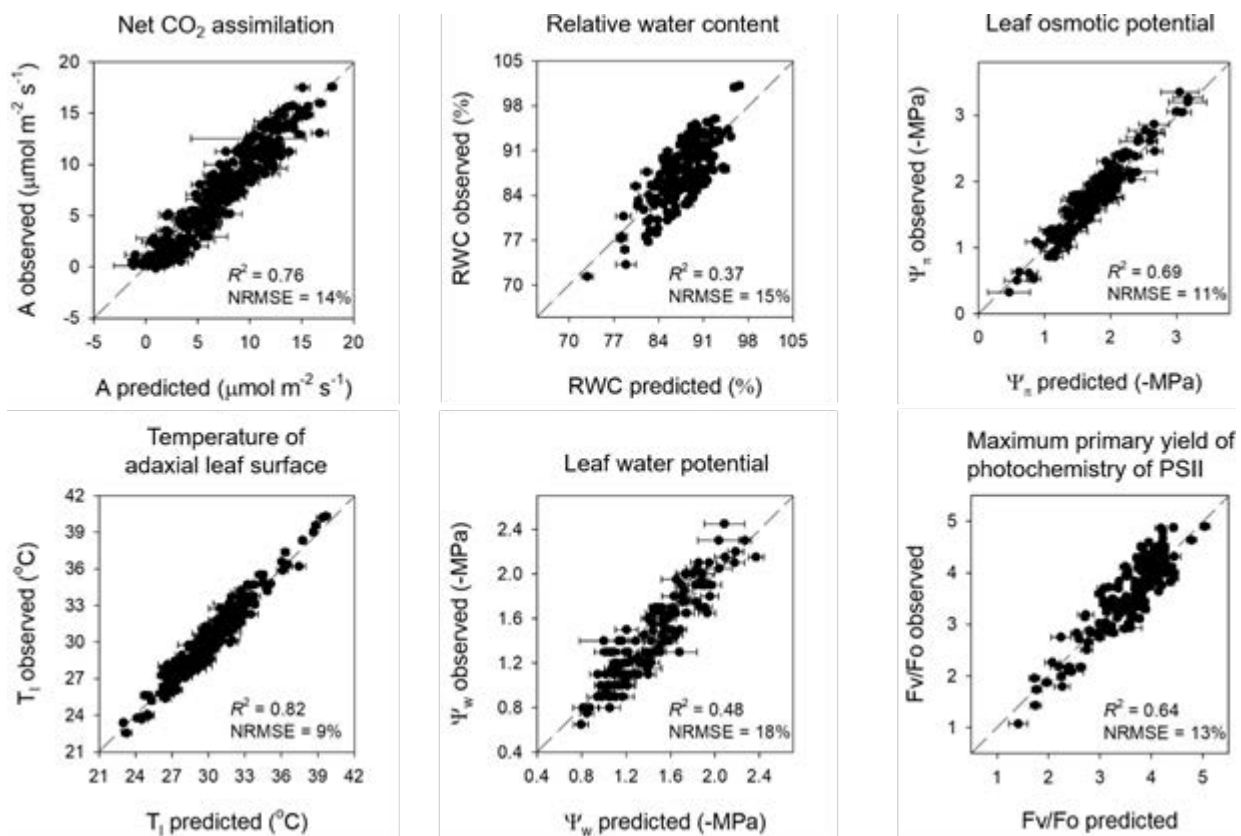 Net CO₂ assimilation
20
15
10
5
0
-5
A observed (μmol m⁻² s⁻¹)
R² = 0.76
NRMSE = 14%
-5 0 5 10 15 20
A predicted (μmol m⁻² s⁻¹)
Relative water content
105
98
91
84
77
70
RWC observed (%)
R² = 0.37
NRMSE = 15%
70 77 84 91 98 105
RWC predicted (%)
Leaf osmotic potential
3
2
1
0
Ψπ observed (-MPa)
R² = 0.69
NRMSE = 11%
0 1 2 3
Ψπ predicted (-MPa)
Temperature of
adaxial leaf surface
42
39
36
33
30
27
24
21
Tₗ observed (°C)
R² = 0.82
NRMSE = 9%
21 24 27 30 33 36 39 42
Tₗ predicted (°C)
Leaf water potential
2.4
2.0
1.6
1.2
0.8
0.4
Ψw observed (-MPa)
R² = 0.48
NRMSE = 18%
0.4 0.8 1.2 1.6 2.0 2.4
Ψw predicted (-MPa)
Maximum primary yield of
photochemistry of PSII
5
4
3
2
1
Fv/Fo observed
R² = 0.64
NRMSE = 13%
1 2 3 4 5
Fv/Fo predicted